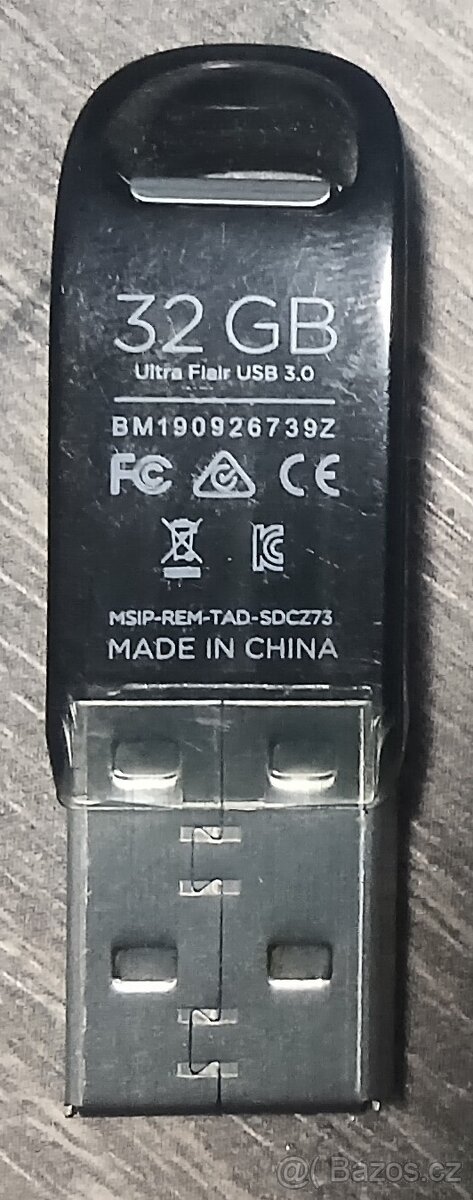 32 GB
Ultra Flair USB 3.0
BM190926739Z
FC CE
MSIP-REM-TAD-SDCZ73
MADE IN CHINA
@( Bazos.cz